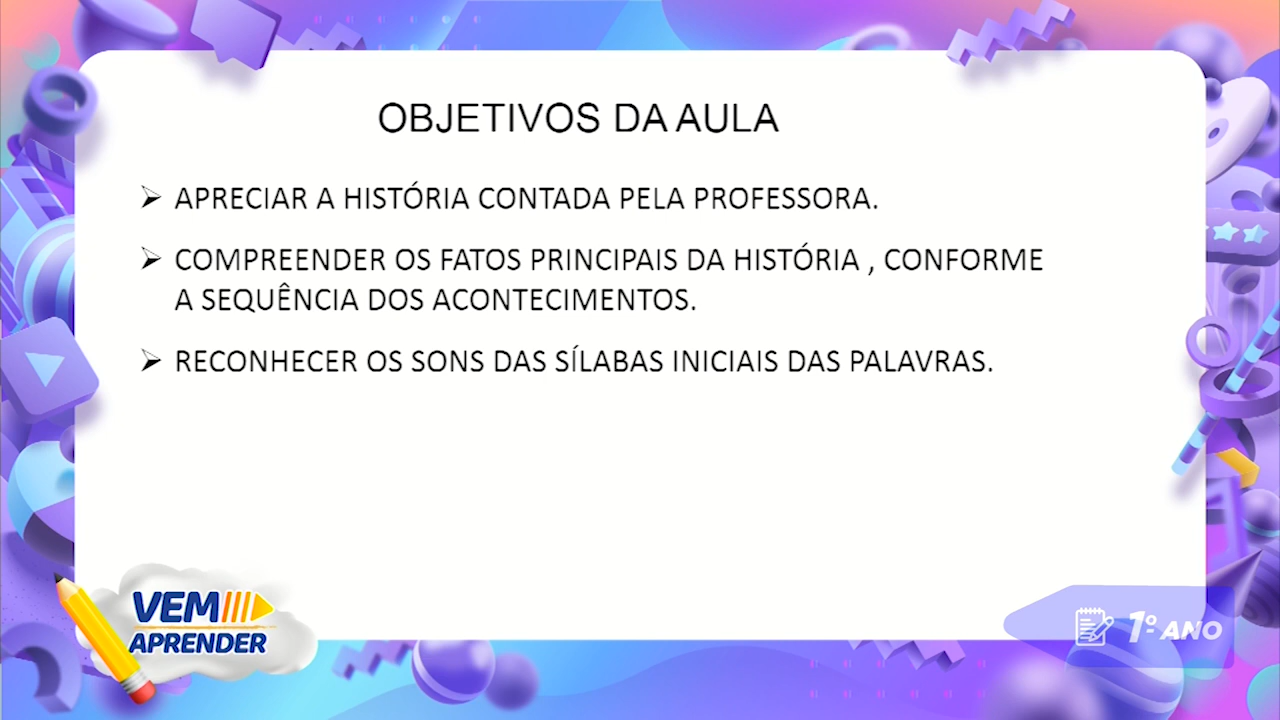 OBJETIVOS DA AULA
➢ APRECIAR A HISTÓRIA CONTADA PELA PROFESSORA.
➢ COMPREENDER OS FATOS PRINCIPAIS DA HISTÓRIA , CONFORME
A SEQUÊNCIA DOS ACONTECIMENTOS.
➢ RECONHECER OS SONS DAS SÍLABAS INICIAIS DAS PALAVRAS.
VEM
APRENDER
1º ANO